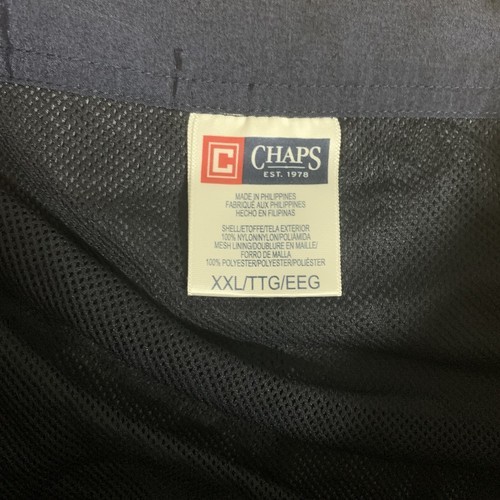 C CHAPS
EST. 1978
MADE IN PHILIPPINES
FABRIQUÉ AUX PHILIPPINES
HECHO EN FILIPINAS
SHELL/ETOFFE/TELA EXTERIOR
100% NYLON/NYLON/POLIAMIDA
MESH LINING/DOUBLURE EN MAILLE/
FORRO DE MALLA
100% POLYESTER/POLYESTER/POLIÉSTER
XXL/TTG/EEG